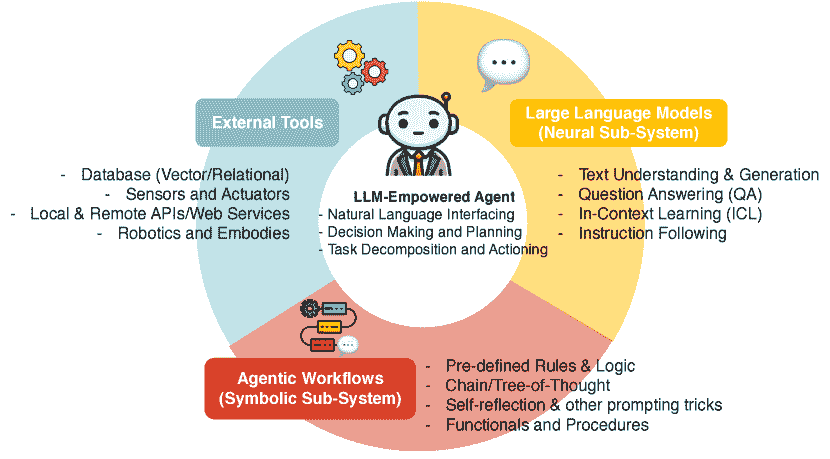 External Tools
- Database (Vector/Relational)
- Sensors and Actuators
- Local & Remote APIs/Web Services
- Robotics and Embodies
Large Language Models
(Neural Sub-System)
- Text Understanding & Generation
- Question Answering (QA)
- In-Context Learning (ICL)
- Instruction Following
LLM-Empowered Agent
- Natural Language Interfacing
- Decision Making and Planning
- Task Decomposition and Actioning
Agentic Workflows
(Symbolic Sub-System)
- Pre-defined Rules & Logic
- Chain/Tree-of-Thought
- Self-reflection & other prompting tricks
- Functionals and Procedures